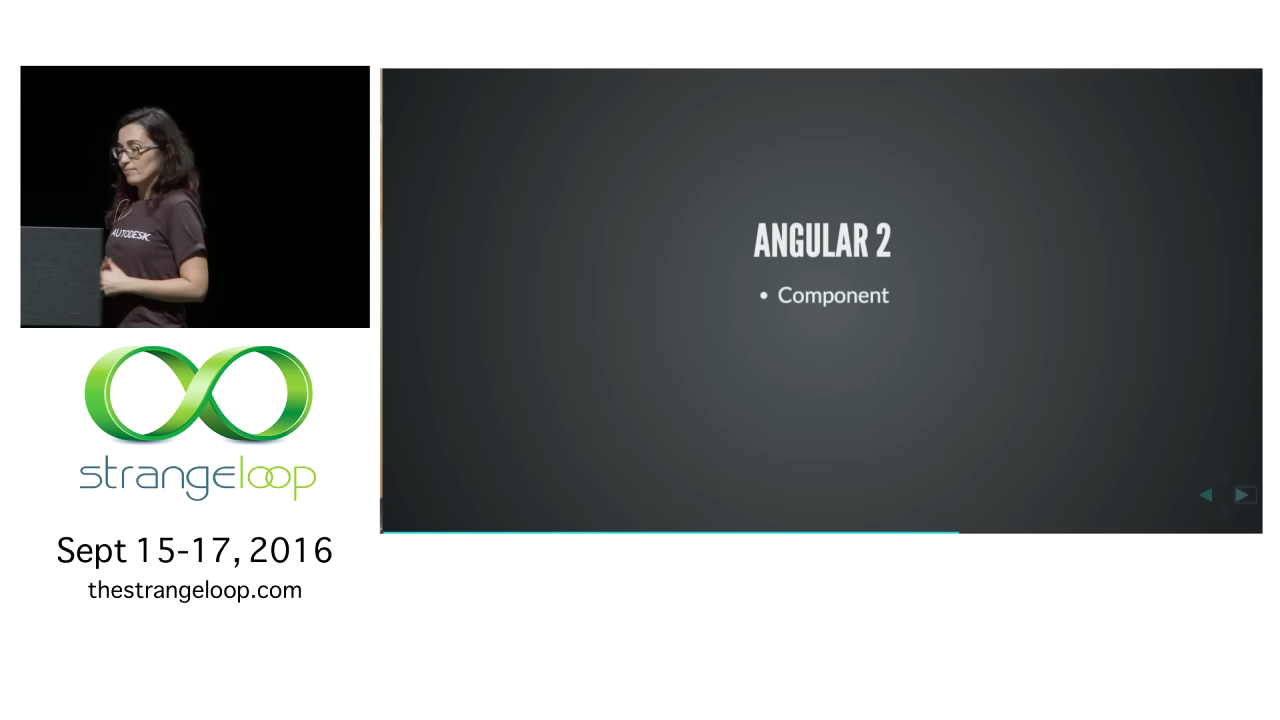 AUTODESK
strangeloop
Sept 15-17, 2016
thestrangeloop.com
ANGULAR 2
• Component